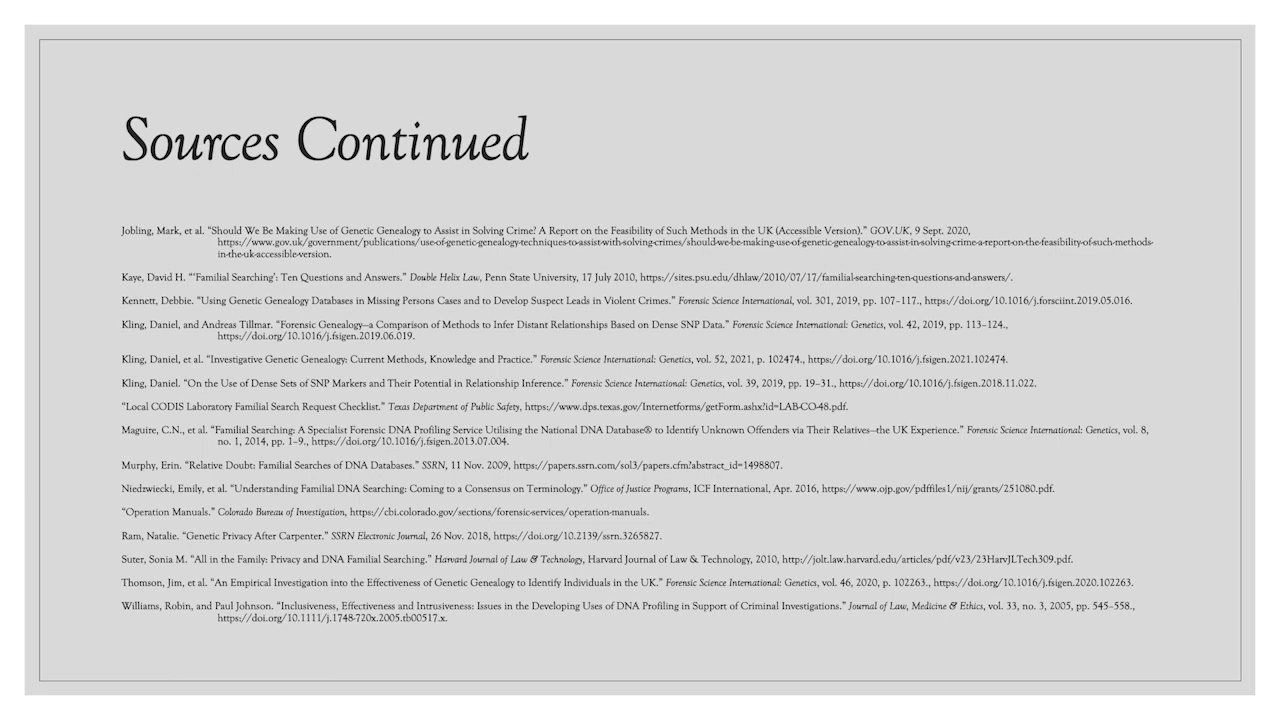 Sources Continued
Jobling, Mark, et al. “Should We Be Making Use of Genetic Genealogy to Assist in Solving Crime? A Report on the Feasibility of Such Methods in the UK (Accessible Version).” GOV.UK, 9 Sept. 2020,
https://www.gov.uk/government/publications/use-of-genetic-genealogy-techniques-to-assist-with-solving-crimes/should-we-be-making-use-of-genetic-genealogy-to-assist-in-solving-crime-a-report-on-the-feasibility-of-such-methods-
in-the-uk-accessible-version.
Kaye, David H. “‘Familial Searching’: Ten Questions and Answers.” Double Helix Law, Penn State University, 17 July 2010, https://sites.psu.edu/dhlaw/2010/07/17/familial-searching-ten-questions-and-answers/.
Kennett, Debbie. “Using Genetic Genealogy Databases in Missing Persons Cases and to Develop Suspect Leads in Violent Crimes.” Forensic Science International, vol. 301, 2019, pp. 107–117., https://doi.org/10.1016/j.forsciint.2019.05.016.
Kling, Daniel, and Andreas Tillmar. “Forensic Genealogy—a Comparison of Methods to Infer Distant Relationships Based on Dense SNP Data.” Forensic Science International: Genetics, vol. 42, 2019, pp. 113–124.,
https://doi.org/10.1016/j.fsigen.2019.06.019.
Kling, Daniel, et al. “Investigative Genetic Genealogy: Current Methods, Knowledge and Practice.” Forensic Science International: Genetics, vol. 52, 2021, p. 102474., https://doi.org/10.1016/j.fsigen.2021.102474.
Kling, Daniel. “On the Use of Dense Sets of SNP Markers and Their Potential in Relationship Inference.” Forensic Science International: Genetics, vol. 39, 2019, pp. 19–31., https://doi.org/10.1016/j.fsigen.2018.11.022.
“Local CODIS Laboratory Familial Search Request Checklist.” Texas Department of Public Safety, https://www.dps.texas.gov/Internetforms/getForm.ashx?id=LAB-CO-48.pdf.
Maguire, C.N., et al. “Familial Searching: A Specialist Forensic DNA Profiling Service Utilising the National DNA Database® to Identify Unknown Offenders via Their Relatives—the UK Experience.” Forensic Science International: Genetics, vol. 8,
no. 1, 2014, pp. 1–9., https://doi.org/10.1016/j.fsigen.2013.07.004.
Murphy, Erin. “Relative Doubt: Familial Searches of DNA Databases.” SSRN, 11 Nov. 2009, https://papers.ssrn.com/sol3/papers.cfm?abstract_id=1498807.
Niedzwiecki, Emily, et al. “Understanding Familial DNA Searching: Coming to a Consensus on Terminology.” Office of Justice Programs, ICF International, Apr. 2016, https://www.ojp.gov/pdffiles1/nij/grants/251080.pdf.
“Operation Manuals.” Colorado Bureau of Investigation, https://cbi.colorado.gov/sections/forensic-services/operation-manuals.
Ram, Natalie. “Genetic Privacy After Carpenter.” SSRN Electronic Journal, 26 Nov. 2018, https://doi.org/10.2139/ssrn.3265827.
Suter, Sonia M. “All in the Family: Privacy and DNA Familial Searching.” Harvard Journal of Law & Technology, Harvard Journal of Law & Technology, 2010, http://jolt.law.harvard.edu/articles/pdf/v23/23HarvJLTech309.pdf.
Thomson, Jim, et al. “An Empirical Investigation into the Effectiveness of Genetic Genealogy to Identify Individuals in the UK.” Forensic Science International: Genetics, vol. 46, 2020, p. 102263., https://doi.org/10.1016/j.fsigen.2020.102263.
Williams, Robin, and Paul Johnson. “Inclusiveness, Effectiveness and Intrusiveness: Issues in the Developing Uses of DNA Profiling in Support of Criminal Investigations.” Journal of Law, Medicine & Ethics, vol. 33, no. 3, 2005, pp. 545–558.,
https://doi.org/10.1111/j.1748-720x.2005.tb00517.x.